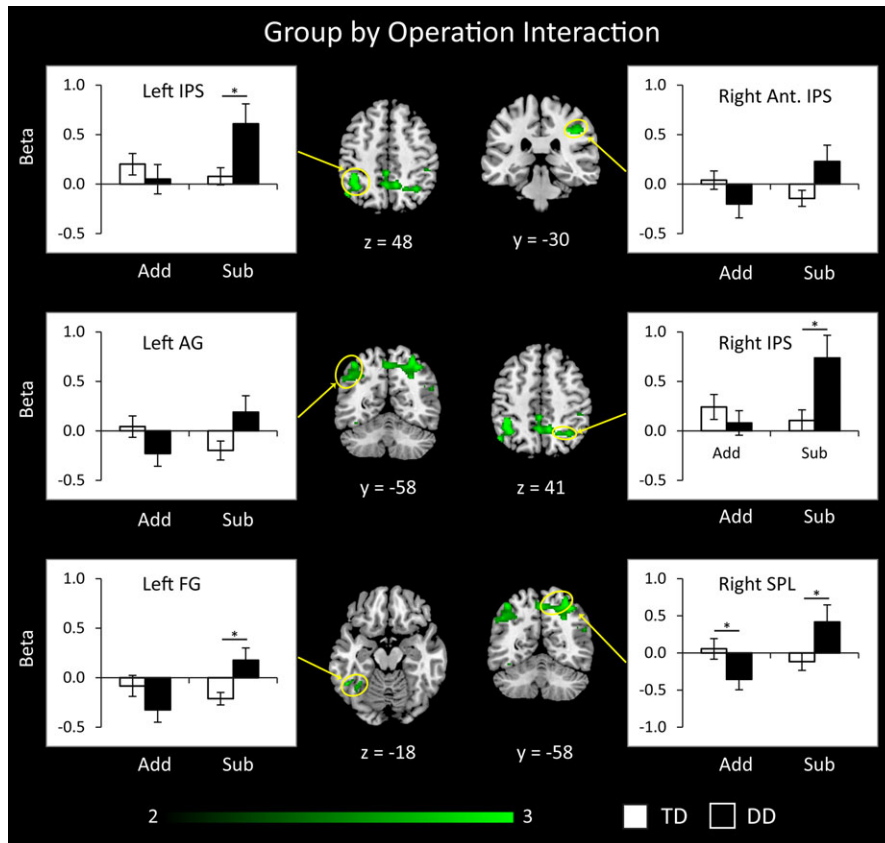 Group by Operation Interaction
Left IPS
Beta
1.0
0.5
0.0
-0.5
*
Add Sub
z = 48
y = -30
Right Ant. IPS
1.0
0.5
0.0
-0.5
Add Sub
Left AG
Beta
1.0
0.5
0.0
-0.5
Add Sub
y = -58
z = 41
Right IPS
1.0
0.5
0.0
-0.5
*
Add Sub
Add Sub
Left FG
Beta
1.0
0.5
0.0
-0.5
*
Add Sub
z = -18
y = -58
Right SPL
1.0
0.5
0.0
-0.5
-1.0
* *
Add Sub
2 3
TD DD